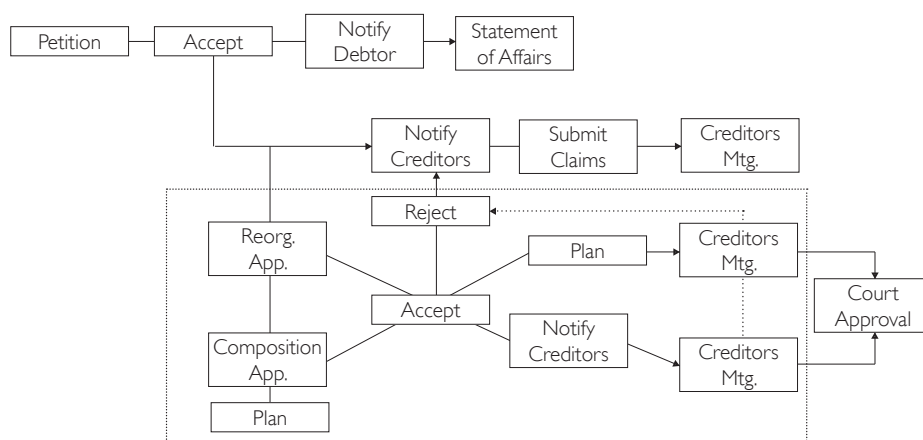 Petition
Accept
Notify
Debtor
Statement
of Affairs
Notify
Creditors
Submit
Claims
Creditors
Mtg.
Reject
Reorg.
App.
Plan
Creditors
Mtg.
Accept
Court
Approval
Notify
Creditors
Composition
App.
Creditors
Mtg.
Plan